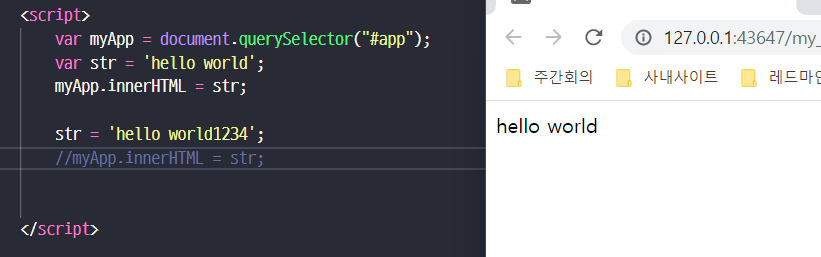 <script>
var myApp = document.querySelector("#app");
var str = 'hello world';
myApp.innerHTML = str;
str = 'hello world1234';
//myApp.innerHTML = str;
</script>
127.0.0.1:43647/my_
주간회의 사내사이트 레드마인
hello world